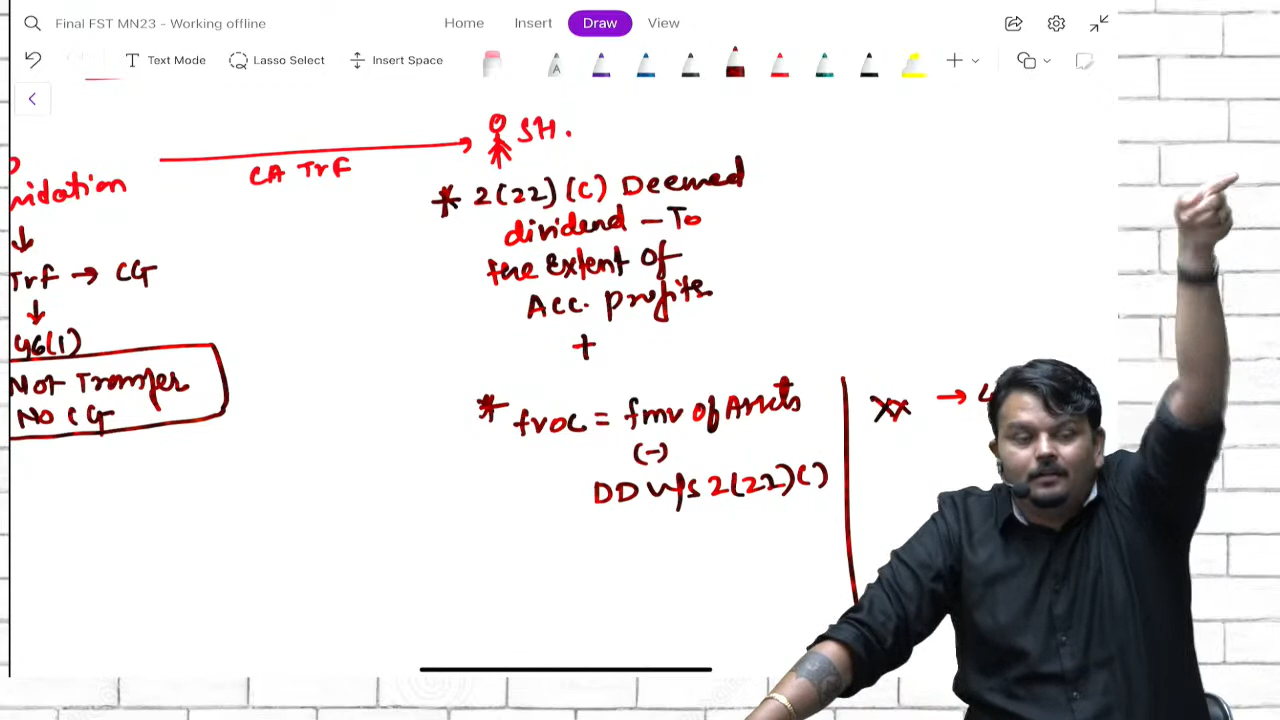 Final FST MN23 - Working offline
Home Insert Draw View
Text Mode Lasso Select Insert Space
SH.
CA Trf
nidation
Trf → CG
46(1)
Not Transfer
No CG
* 2(22)(c) Deemed
dividend - To
the Extent Of
Acc. profits
+
* fvoc = fmv of Assets
(-)
DD u/s 2(22)( )
XX →